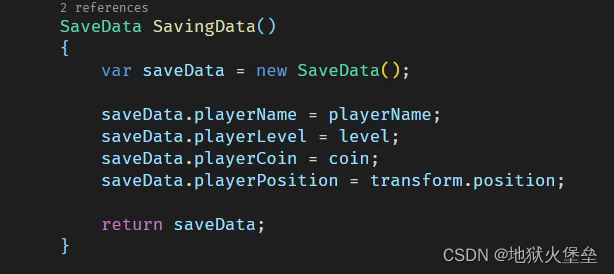 2 references
SaveData SavingData()
{
var saveData = new SaveData();
saveData.playerName = playerName;
saveData.playerLevel = level;
saveData.playerCoin = coin;
saveData.playerPosition = transform.position;
return saveData;
}
CSDN @地狱火堡垒